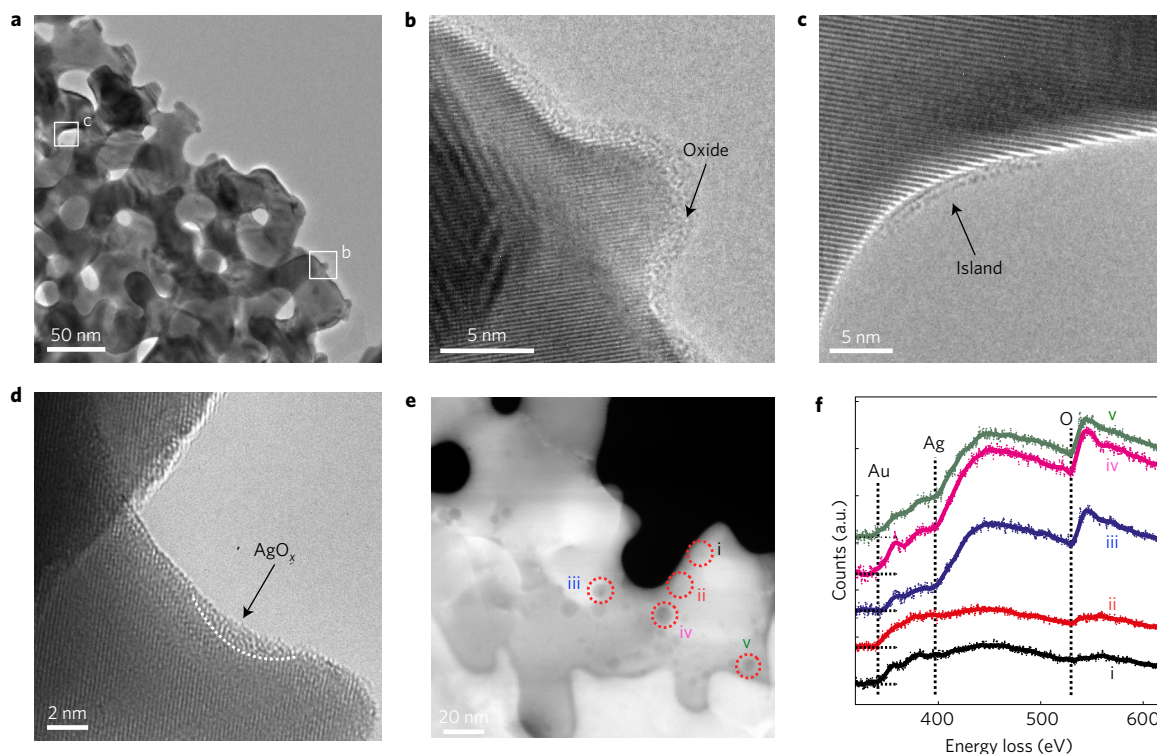 a
c
b
50 nm
b
Oxide
5 nm
c
Island
5 nm
d
AgOₓ
2 nm
e
i
ii
iii
iv
v
20 nm
f
Au
Ag
O
v
iv
iii
ii
i
Counts (a.u.)
400
500
600
Energy loss (eV)